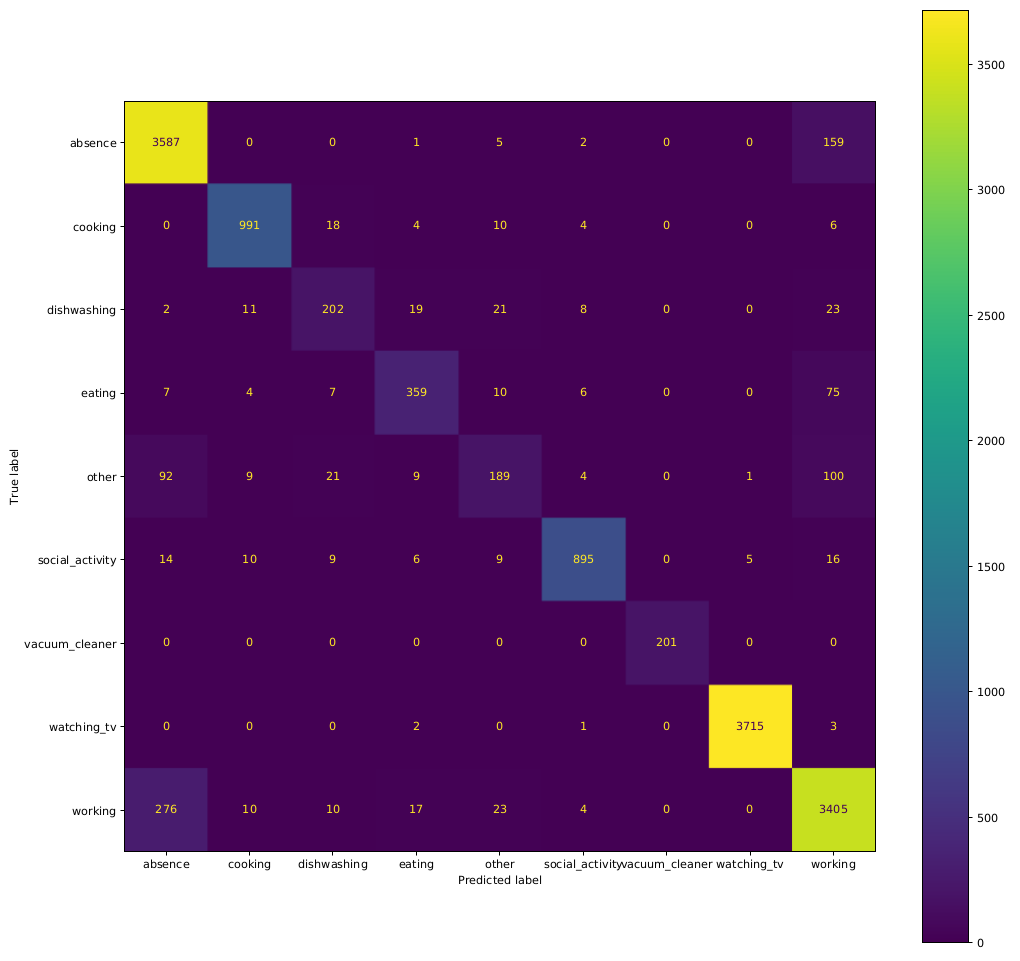 absence 3587 0 0 1 5 2 0 0 159
cooking 0 991 18 4 10 4 0 0 6
dishwashing 2 11 202 19 21 8 0 0 23
eating 7 4 7 359 10 6 0 0 75
other 92 9 21 9 189 4 0 1 100
social_activity 14 10 9 6 9 895 0 5 16
vacuum_cleaner 0 0 0 0 0 0 201 0 0
watching_tv 0 0 0 2 0 1 0 3715 3
working 276 10 10 17 23 4 0 0 3405
absence cooking dishwashing eating other social_activity vacuum_cleaner watching_tv working
Predicted label
True label
3500
3000
2500
2000
1500
1000
500
0